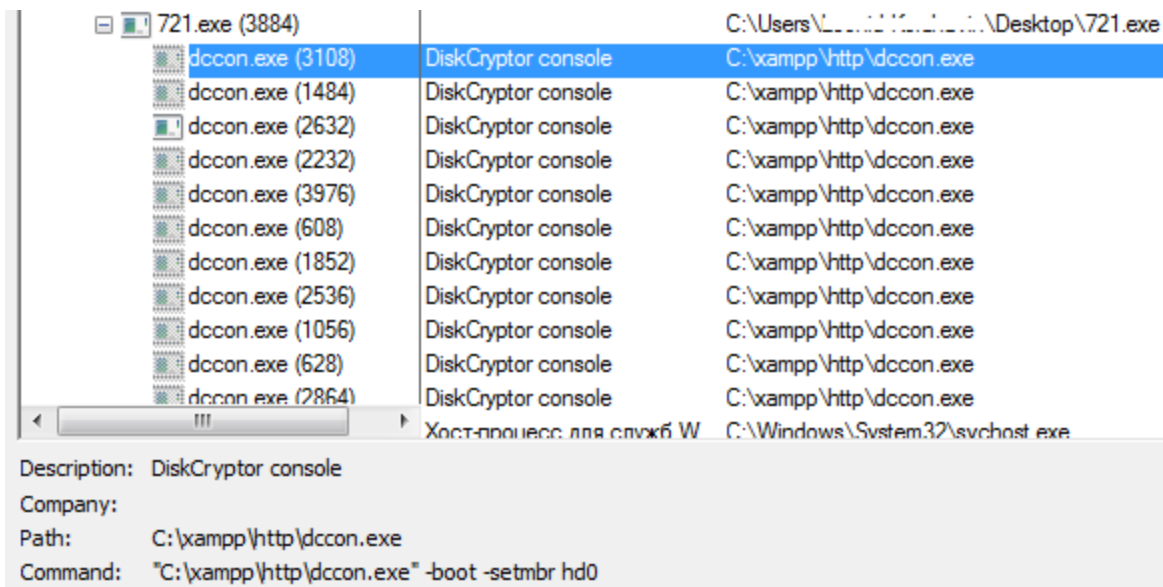 721.exe (3884) C:\Users\ \Desktop\721.exe
dccon.exe (3108) DiskCryptor console C:\xampp\http\dccon.exe
dccon.exe (1484) DiskCryptor console C:\xampp\http\dccon.exe
dccon.exe (2632) DiskCryptor console C:\xampp\http\dccon.exe
dccon.exe (2232) DiskCryptor console C:\xampp\http\dccon.exe
dccon.exe (3976) DiskCryptor console C:\xampp\http\dccon.exe
dccon.exe (608) DiskCryptor console C:\xampp\http\dccon.exe
dccon.exe (1852) DiskCryptor console C:\xampp\http\dccon.exe
dccon.exe (2536) DiskCryptor console C:\xampp\http\dccon.exe
dccon.exe (1056) DiskCryptor console C:\xampp\http\dccon.exe
dccon.exe (628) DiskCryptor console C:\xampp\http\dccon.exe
dccon.exe (2864) DiskCryptor console C:\xampp\http\dccon.exe
Хост-процесс для служб W C:\Windows\System32\svchost.exe
Description: DiskCryptor console
Company:
Path: C:\xampp\http\dccon.exe
Command: "C:\xampp\http\dccon.exe" -boot -setmbr hd0